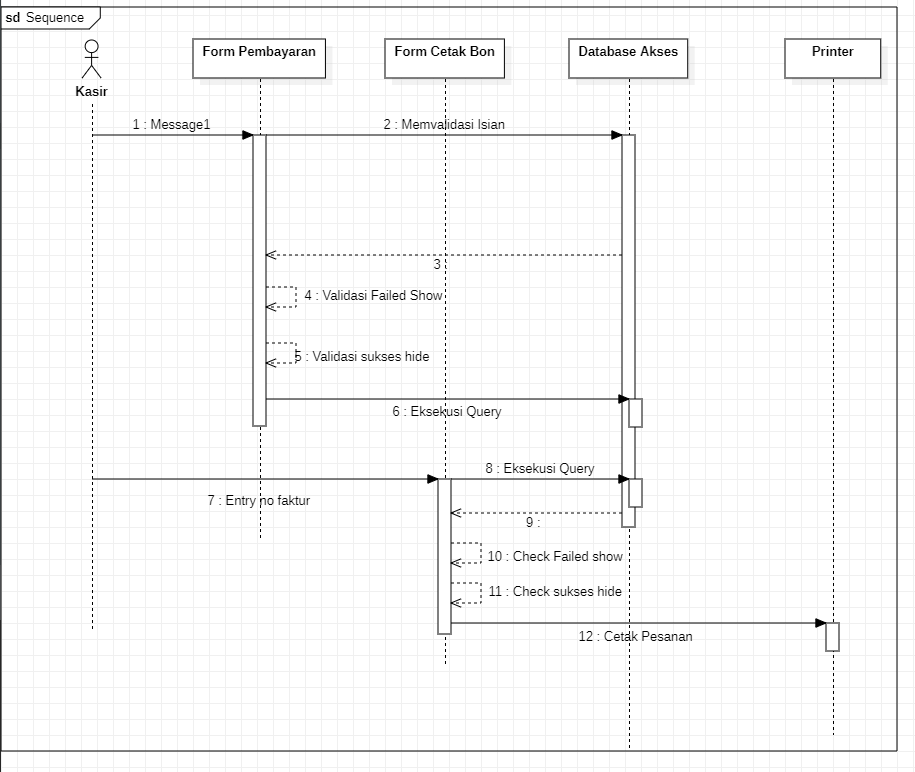 sd Sequence
Form Pembayaran
Form Cetak Bon
Database Akses
Printer
Kasir
1 : Message1
2 : Memvalidasi Isian
3
4 : Validasi Failed Show
5 : Validasi sukses hide
6 : Eksekusi Query
8 : Eksekusi Query
7 : Entry no faktur
9 :
10 : Check Failed show
11 : Check sukses hide
12 : Cetak Pesanan